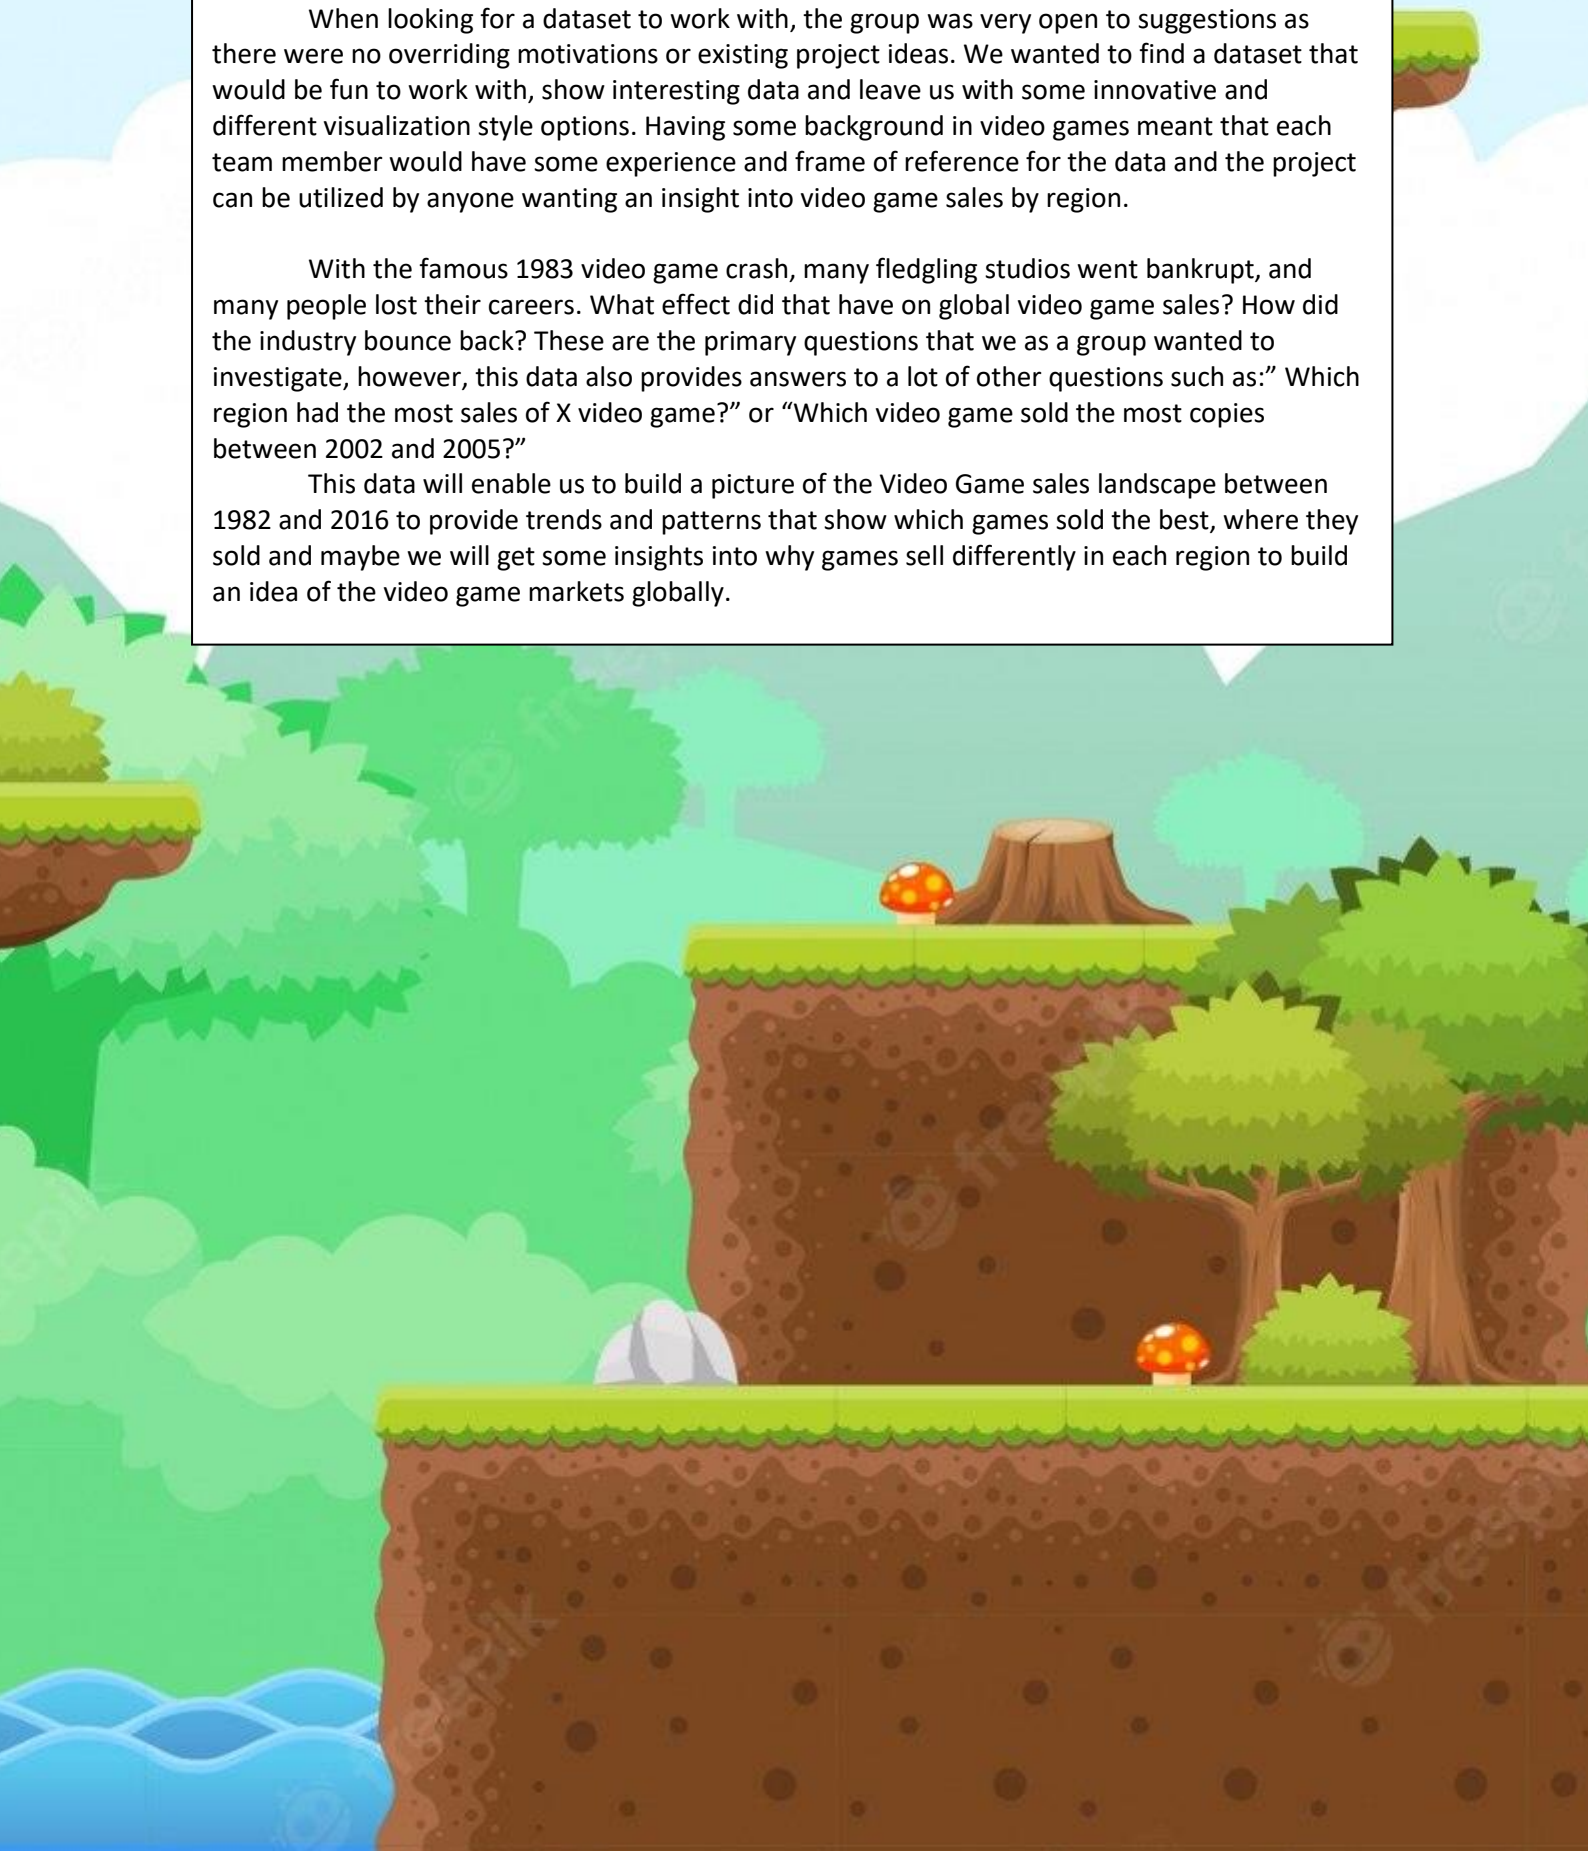 When looking for a dataset to work with, the group was very open to suggestions as
there were no overriding motivations or existing project ideas. We wanted to find a dataset that
would be fun to work with, show interesting data and leave us with some innovative and
different visualization style options. Having some background in video games meant that each
team member would have some experience and frame of reference for the data and the project
can be utilized by anyone wanting an insight into video game sales by region.
With the famous 1983 video game crash, many fledgling studios went bankrupt, and
many people lost their careers. What effect did that have on global video game sales? How did
the industry bounce back? These are the primary questions that we as a group wanted to
investigate, however, this data also provides answers to a lot of other questions such as:” Which
region had the most sales of X video game?” or “Which video game sold the most copies
between 2002 and 2005?”
This data will enable us to build a picture of the Video Game sales landscape between
1982 and 2016 to provide trends and patterns that show which games sold the best, where they
sold and maybe we will get some insights into why games sell differently in each region to build
an idea of the video game markets globally.
freepik
freepik
freepik